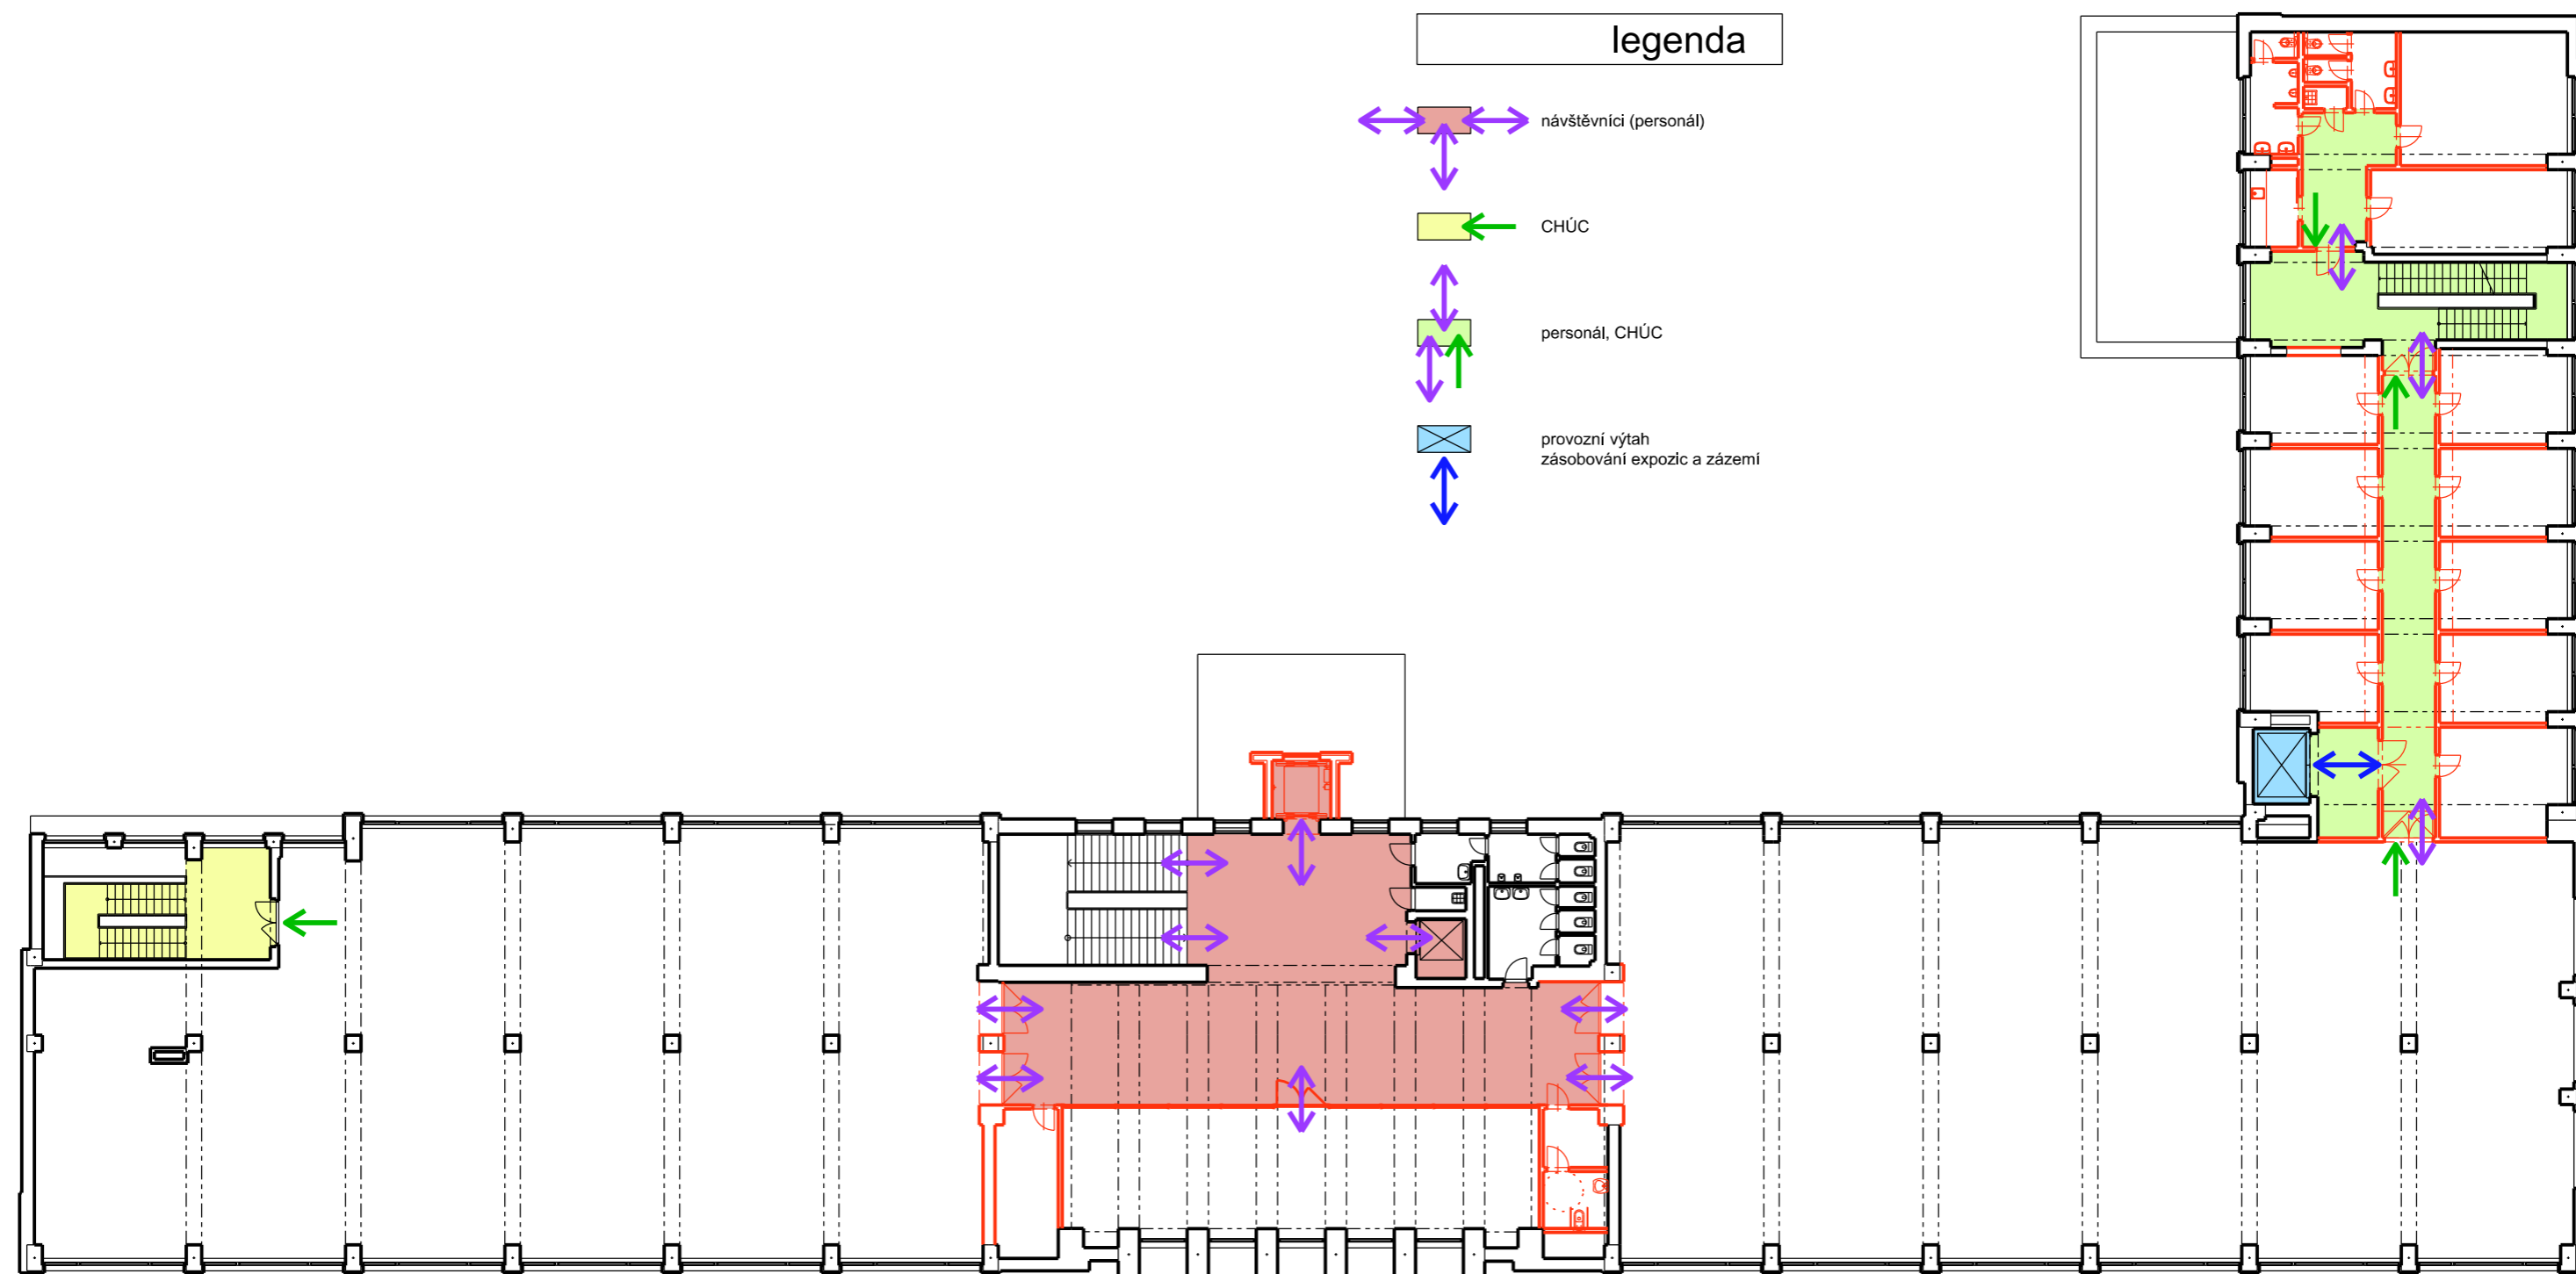 legenda
návštěvníci (personál)
CHÚC
personál, CHÚC
provozní výtah
zásobování expozic a zázemí